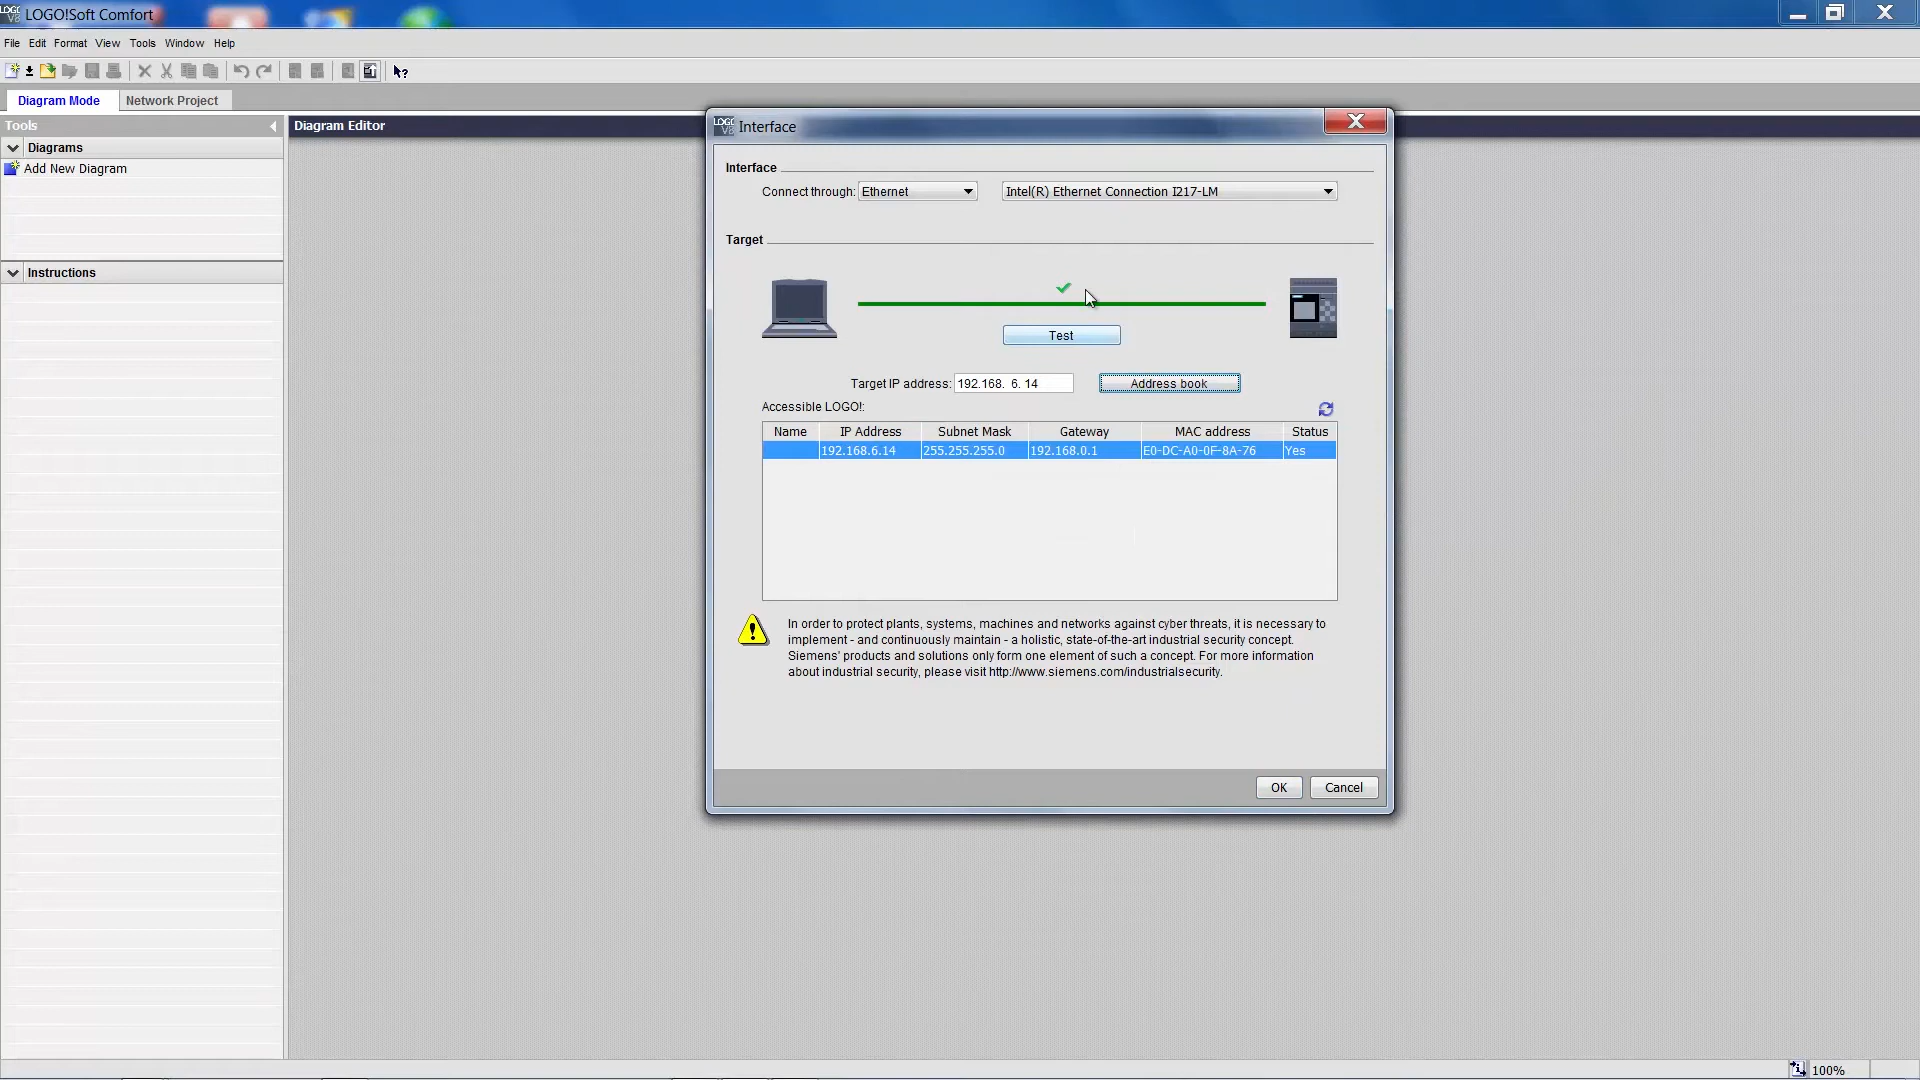 LOGO!Soft Comfort
File Edit Format View Tools Window Help
Diagram Mode Network Project
Tools
Diagram Editor
Diagrams
Add New Diagram
Instructions
Interface
Interface
Connect through: Ethernet Intel(R) Ethernet Connection I217-LM
Target
Test
Target IP address: 192.168. 6. 14 Address book
Accessible LOGO!:
Name IP Address Subnet Mask Gateway MAC address Status
192.168.6.14 255.255.255.0 192.168.0.1 E0-DC-A0-0F-8A-76 Yes
In order to protect plants, systems, machines and networks against cyber threats, it is necessary to
implement - and continuously maintain - a holistic, state-of-the-art industrial security concept.
Siemens' products and solutions only form one element of such a concept. For more information
about industrial security, please visit http://www.siemens.com/industrialsecurity.
OK Cancel
100%